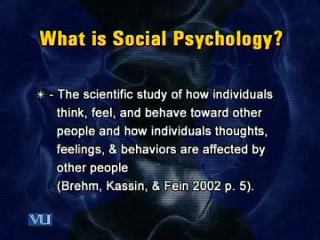 What is Social Psychology?
✴ - The scientific study of how individuals
think, feel, and behave toward other
people and how individuals thoughts,
feelings, & behaviors are affected by
other people
(Brehm, Kassin, & Fein 2002 p. 5).
VU